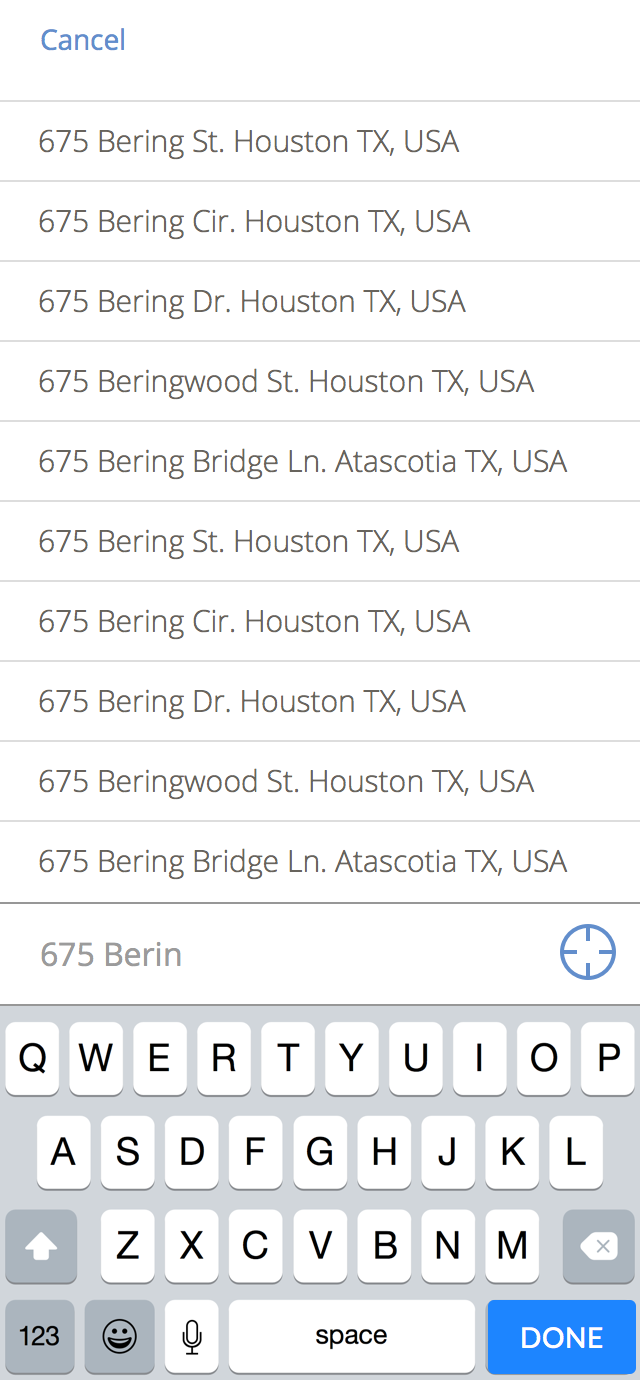 Cancel
675 Bering St. Houston TX, USA
675 Bering Cir. Houston TX, USA
675 Bering Dr. Houston TX, USA
675 Beringwood St. Houston TX, USA
675 Bering Bridge Ln. Atascotia TX, USA
675 Bering St. Houston TX, USA
675 Bering Cir. Houston TX, USA
675 Bering Dr. Houston TX, USA
675 Beringwood St. Houston TX, USA
675 Bering Bridge Ln. Atascotia TX, USA
675 Berin
Q W E R T Y U I O P
A S D F G H J K L
Z X C V B N M
123 space DONE